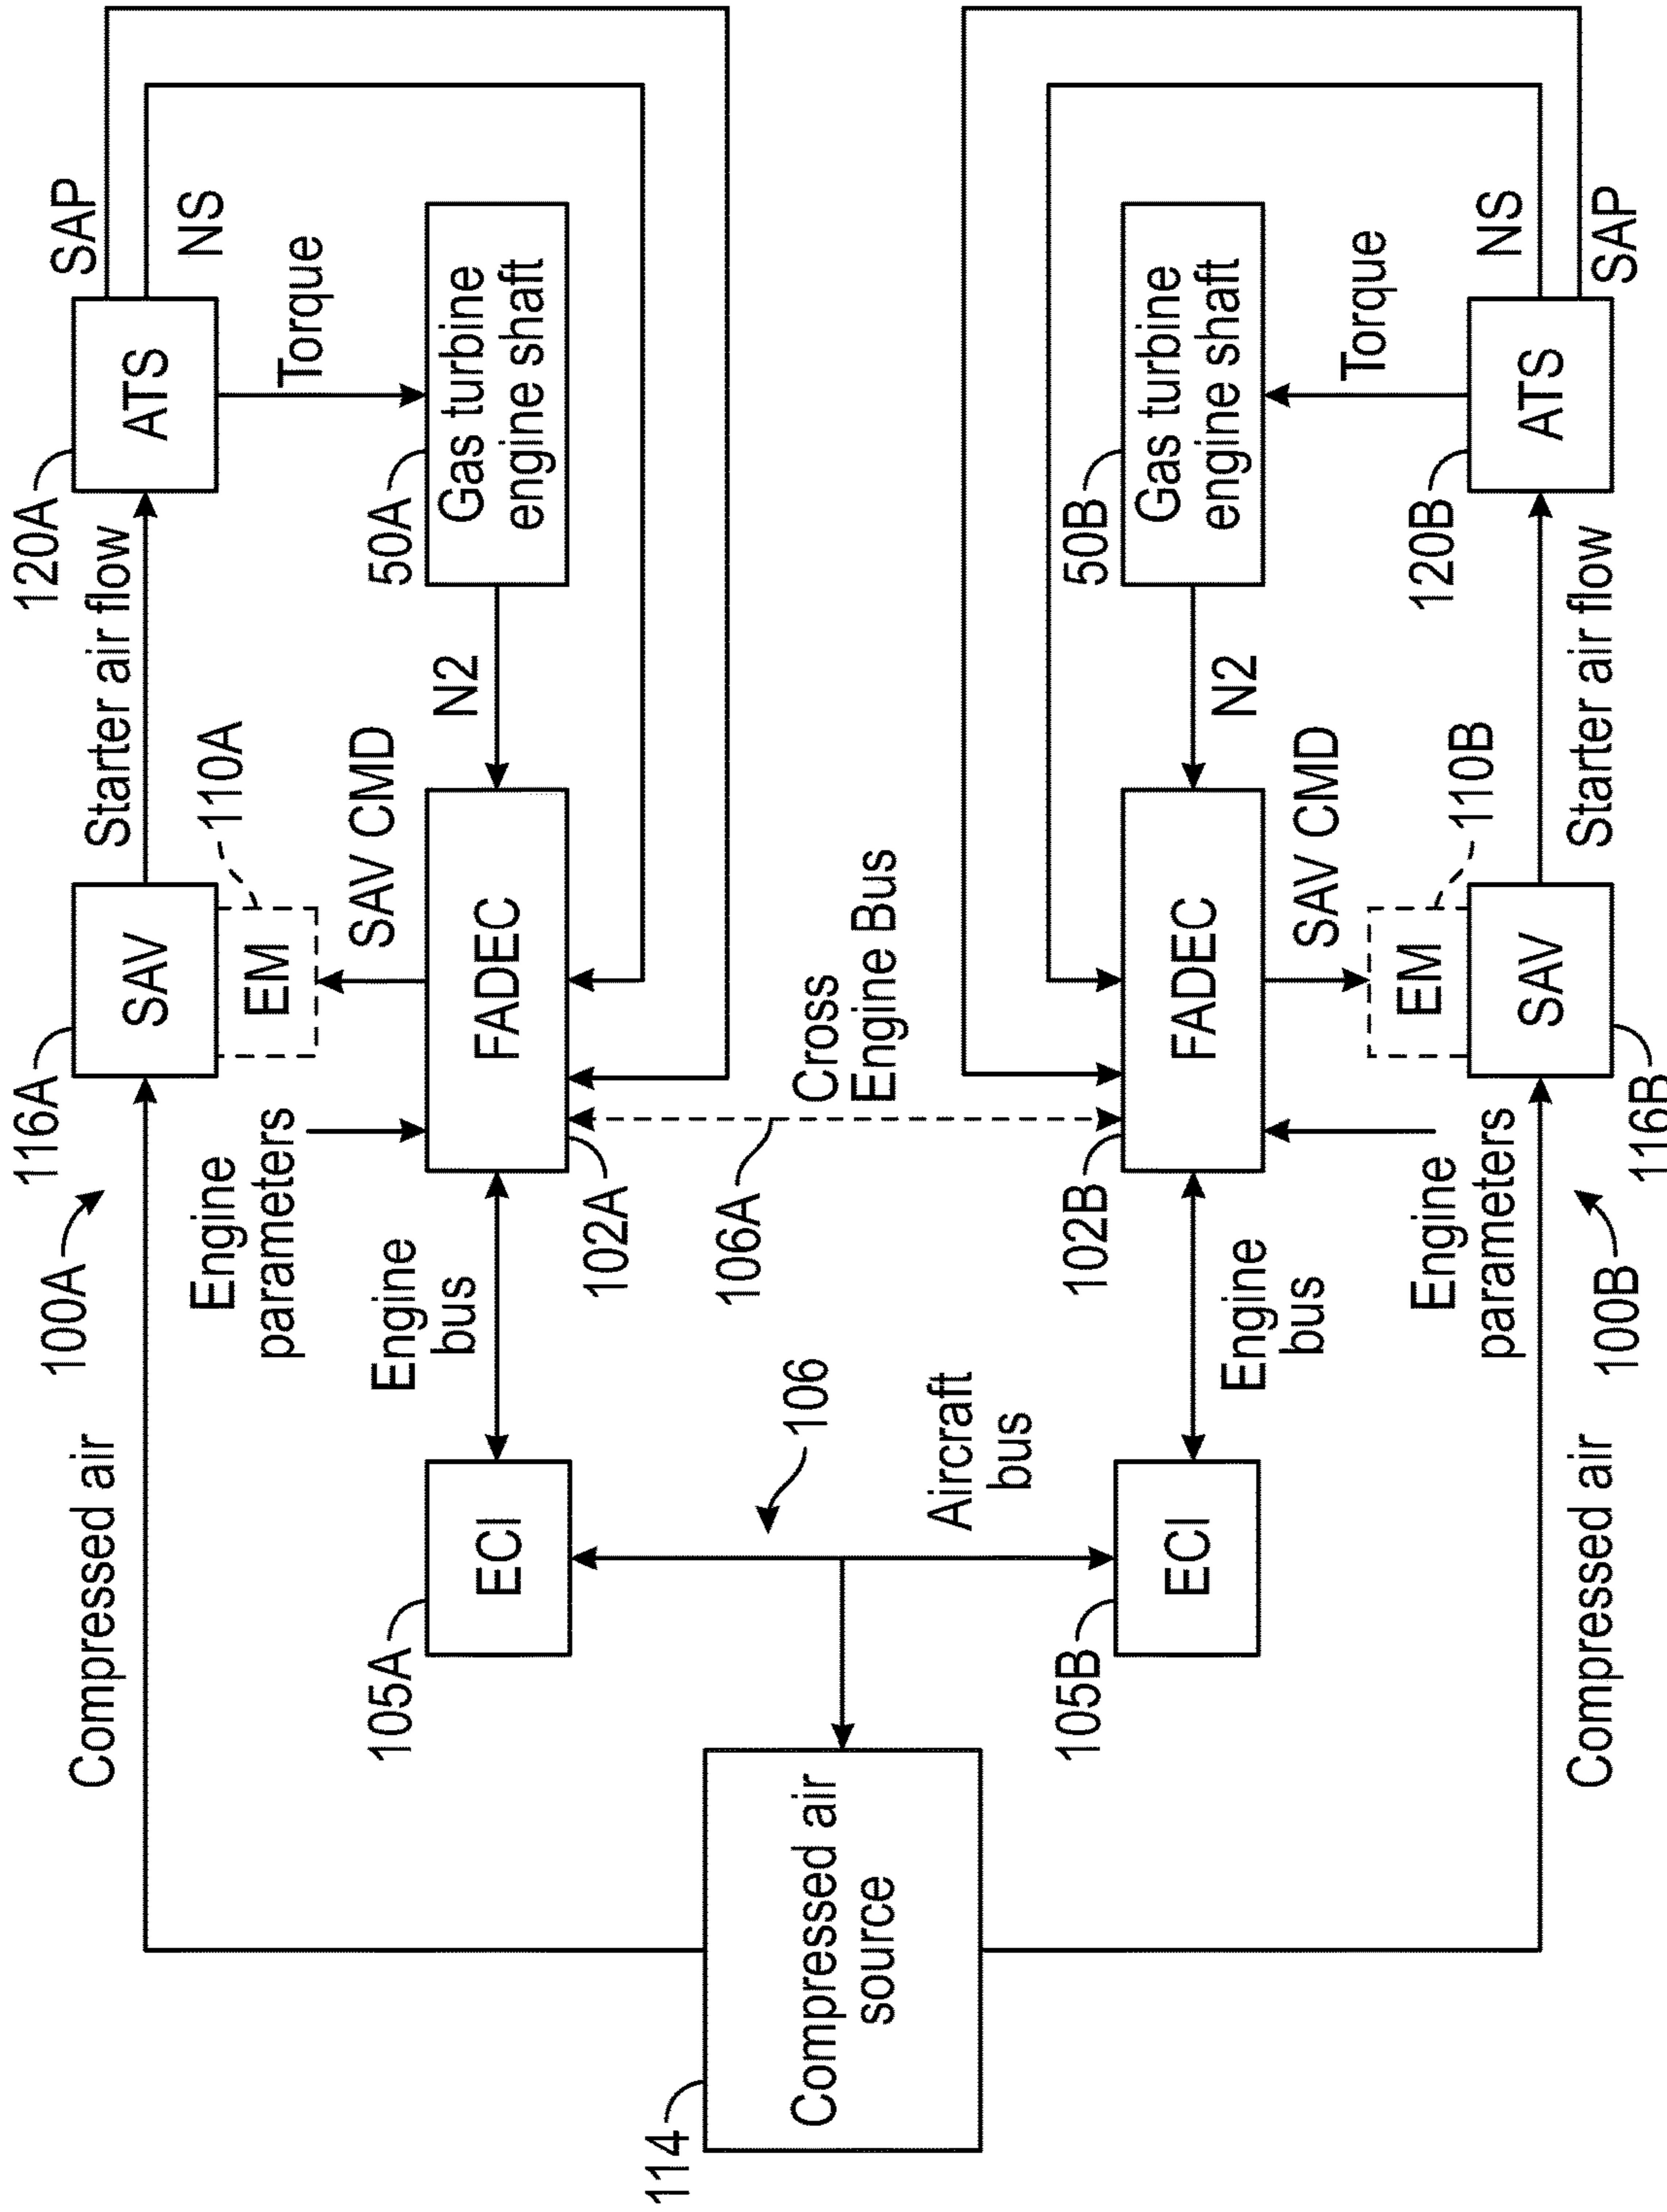 100A
116A
SAV
110A
EM
Compressed air
Starter air flow
120A
ATS
SAP
NS
Torque
50A
Gas turbine
engine shaft
N2
SAV CMD
FADEC
102A
Engine
parameters
Engine
bus
105A
ECI
114
Compressed air
source
106
Aircraft
bus
106A
Cross
Engine Bus
105B
ECI
Engine
bus
102B
FADEC
N2
50B
Gas turbine
engine shaft
Torque
NS
SAP
SAV CMD
Engine
parameters
EM
110B
SAV
116B
120B
ATS
Starter air flow
Compressed air
100B